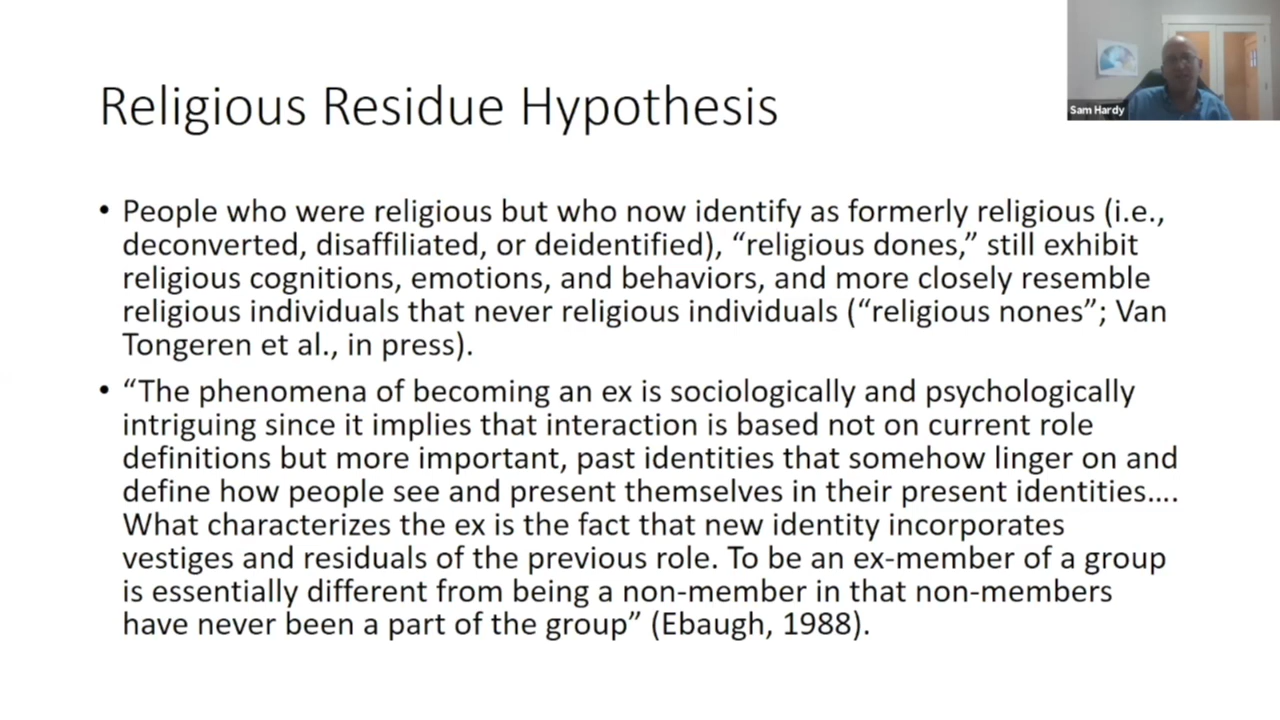 Religious Residue Hypothesis
Sam Hardy
• People who were religious but who now identify as formerly religious (i.e.,
deconverted, disaffiliated, or deidentified), “religious dones,” still exhibit
religious cognitions, emotions, and behaviors, and more closely resemble
religious individuals that never religious individuals (“religious nones”; Van
Tongeren et al., in press).
• “The phenomena of becoming an ex is sociologically and psychologically
intriguing since it implies that interaction is based not on current role
definitions but more important, past identities that somehow linger on and
define how people see and present themselves in their present identities….
What characterizes the ex is the fact that new identity incorporates
vestiges and residuals of the previous role. To be an ex-member of a group
is essentially different from being a non-member in that non-members
have never been a part of the group” (Ebaugh, 1988).